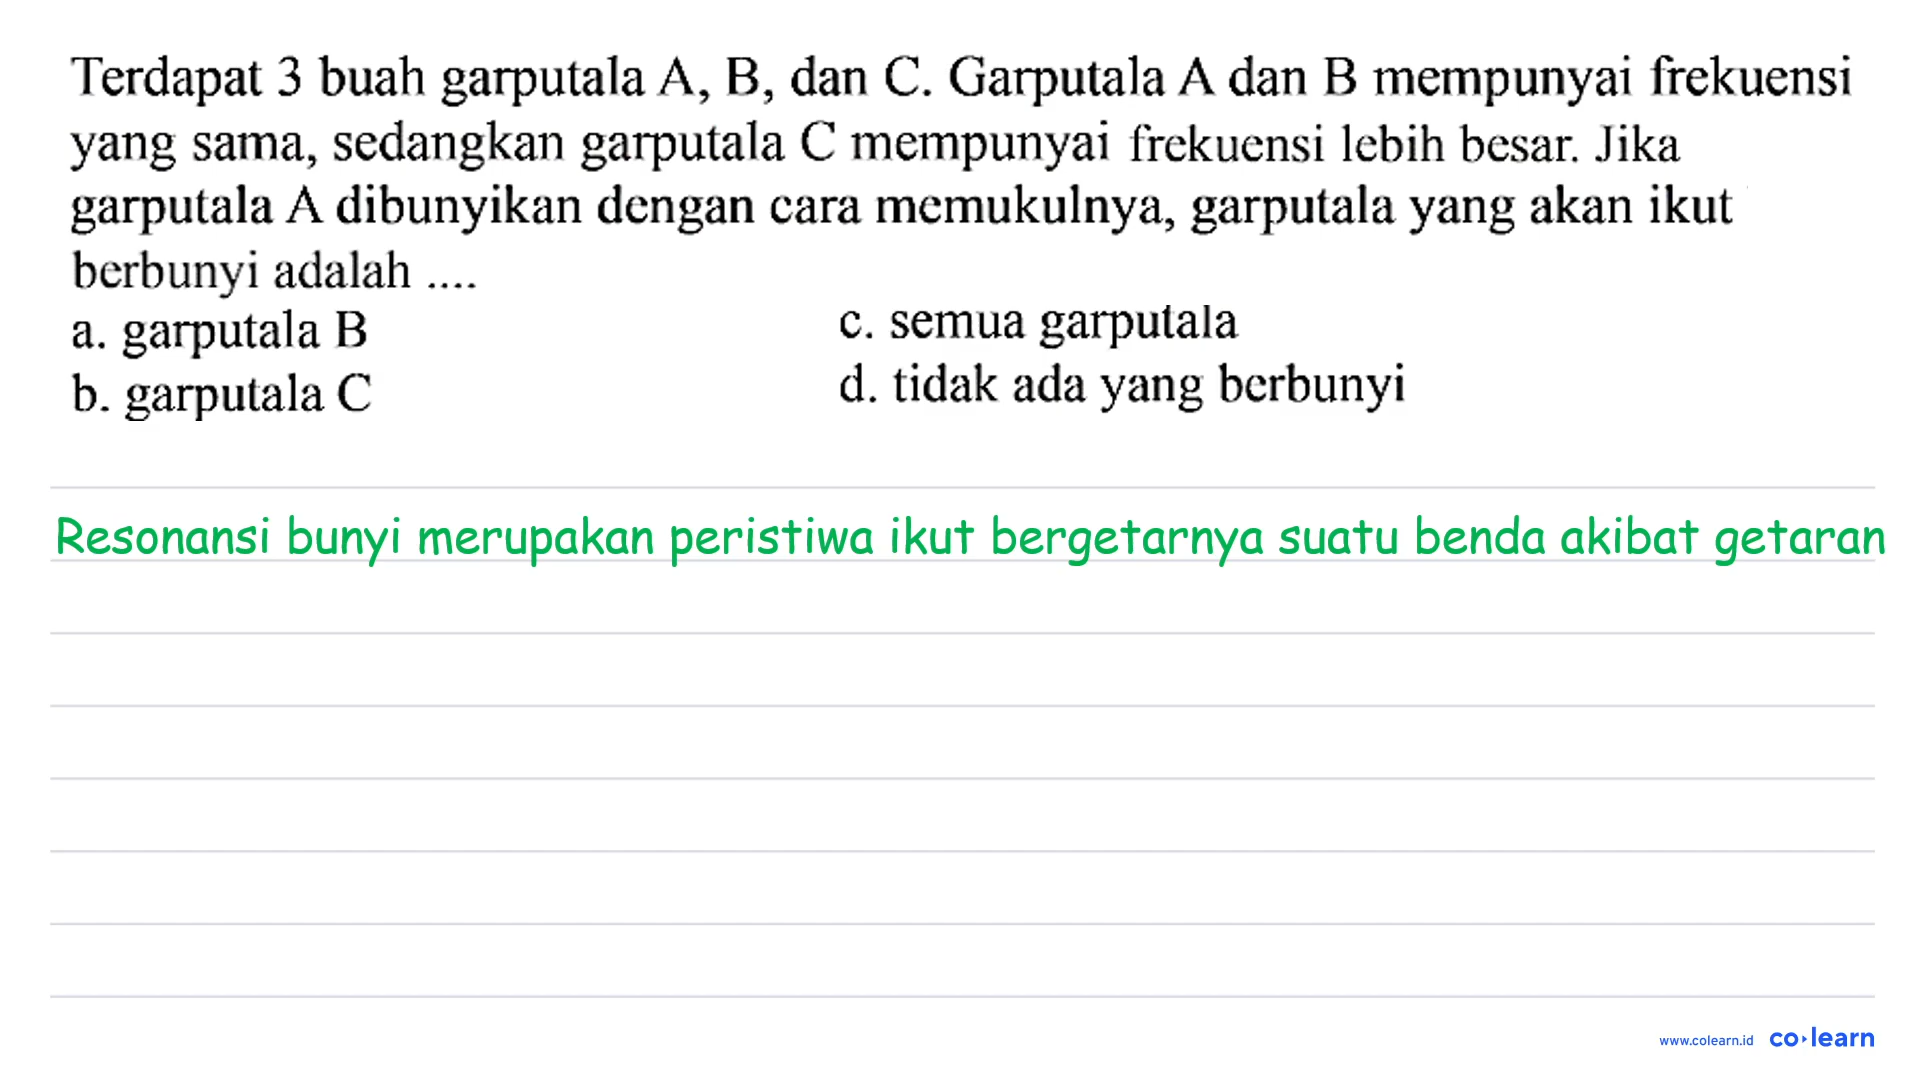 Terdapat 3 buah garputala A, B, dan C. Garputala A dan B mempunyai frekuensi
yang sama, sedangkan garputala C mempunyai frekuensi lebih besar. Jika
garputala A dibunyikan dengan cara memukulnya, garputala yang akan ikut
berbunyi adalah ....
a. garputala B
c. semua garputala
b. garputala C
d. tidak ada yang berbunyi
Resonansi bunyi merupakan peristiwa ikut bergetarnya suatu benda akibat getaran
www.colearn.id co·learn